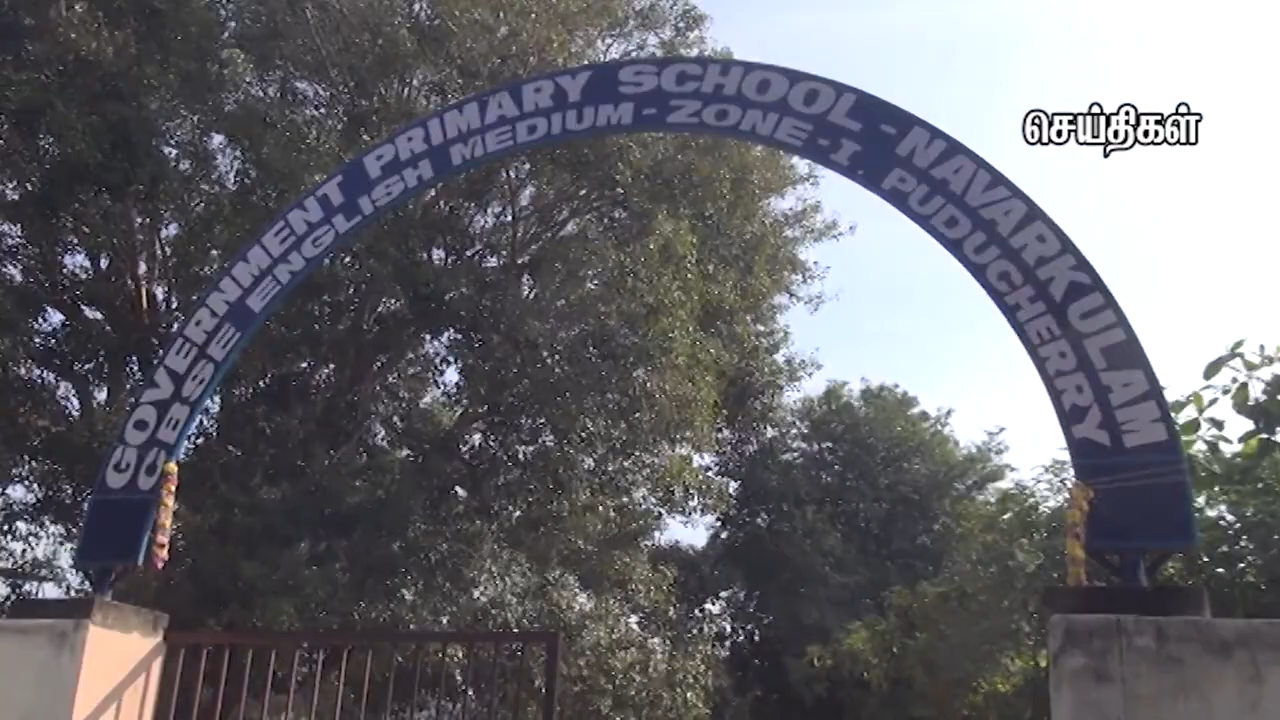 GOVERNMENT PRIMARY SCHOOL - NAVARKULAM
CBSE ENGLISH MEDIUM - ZONE - I, PUDUCHERRY
செய்திகள்